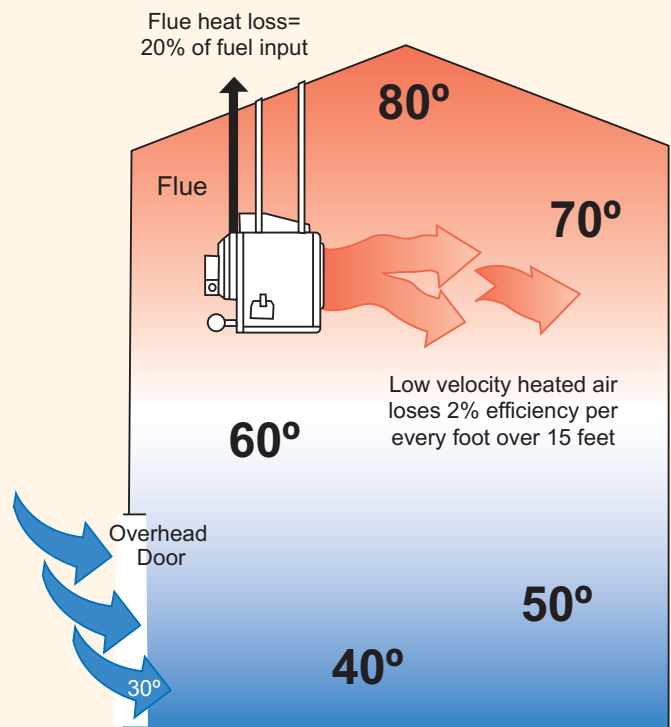 Flue heat loss=
20% of fuel input
80º
Flue
70º
Low velocity heated air
loses 2% efficiency per
every foot over 15 feet
60º
Overhead
Door
50º
40º
30º